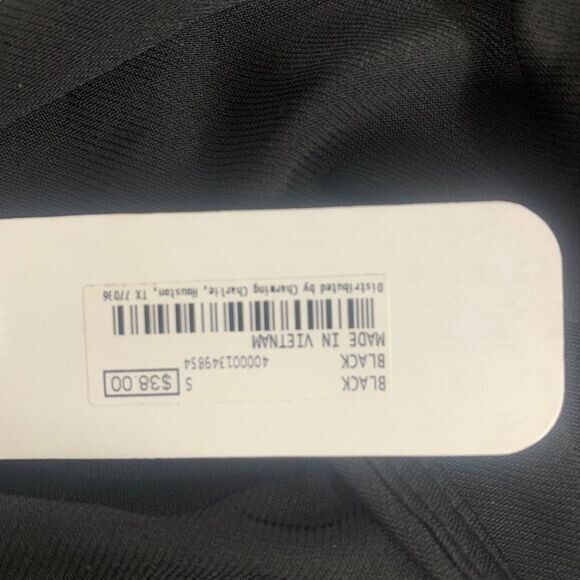 BLACK S $38.00
BLACK 400001349854
MADE IN VIETNAM
Distributed by Charming Charlie, Houston, TX 77036